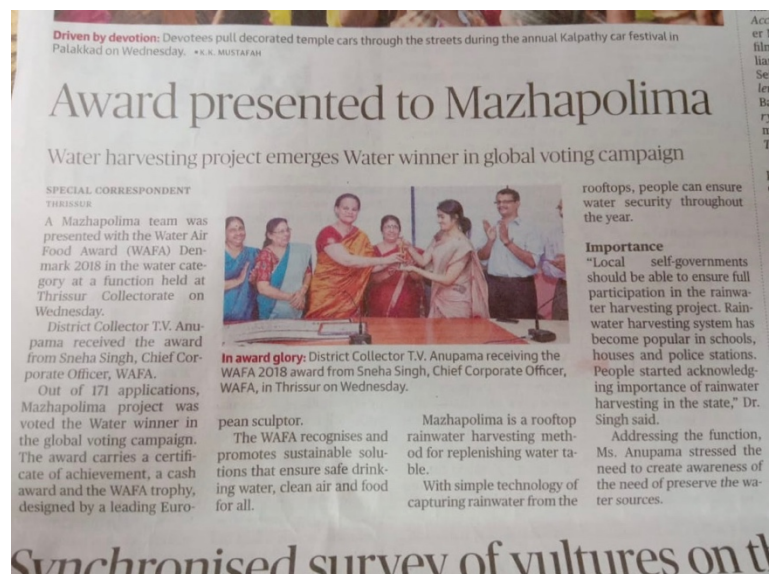 Driven by devotion: Devotees pull decorated temple cars through the streets during the annual Kalpathy car festival in
Palakkad on Wednesday. •K.K. MUSTAFAH
Award presented to Mazhapolima
Water harvesting project emerges Water winner in global voting campaign
SPECIAL CORRESPONDENT
THRISSUR
A Mazhapolima team was
presented with the Water Air
Food Award (WAFA) Den-
mark 2018 in the water cate-
gory at a function held at
Thrissur Collectorate on
Wednesday.
District Collector T.V. Anu-
pama received the award
from Sneha Singh, Chief Cor-
porate Officer, WAFA.
Out of 171 applications,
Mazhapolima project was
voted the Water winner in
the global voting campaign.
The award carries a certifi-
cate of achievement, a cash
award and the WAFA trophy,
designed by a leading Euro-
In award glory: District Collector T.V. Anupama receiving the
WAFA 2018 award from Sneha Singh, Chief Corporate Officer,
WAFA, in Thrissur on Wednesday.
pean sculptor.
The WAFA recognises and
promotes sustainable solu-
tions that ensure safe drink-
ing water, clean air and food
for all.
Mazhapolima is a rooftop
rainwater harvesting meth-
od for replenishing water ta-
ble.
With simple technology of
capturing rainwater from the
rooftops, people can ensure
water security throughout
the year.
Importance
“Local self-governments
should be able to ensure full
participation in the rainwa-
ter harvesting project. Rain-
water harvesting system has
become popular in schools,
houses and police stations.
People started acknowledg-
ing importance of rainwater
harvesting in the state,” Dr.
Singh said.
Addressing the function,
Ms. Anupama stressed the
need to create awareness of
the need of preserve the wa-
ter sources.
Synchronised survey of vultures on